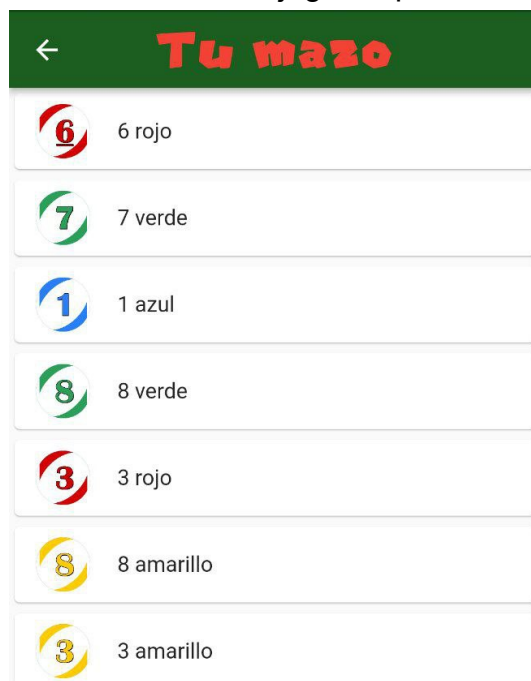 Tu mazo
6 6 rojo
7 7 verde
1 1 azul
8 8 verde
3 3 rojo
8 8 amarillo
3 3 amarillo